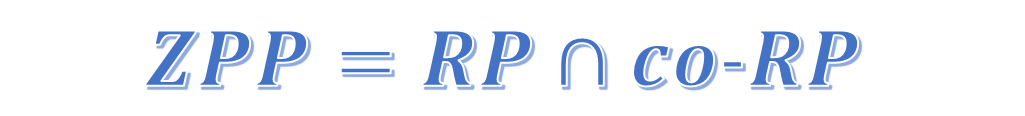 ZPP = RP ∩ co-RP